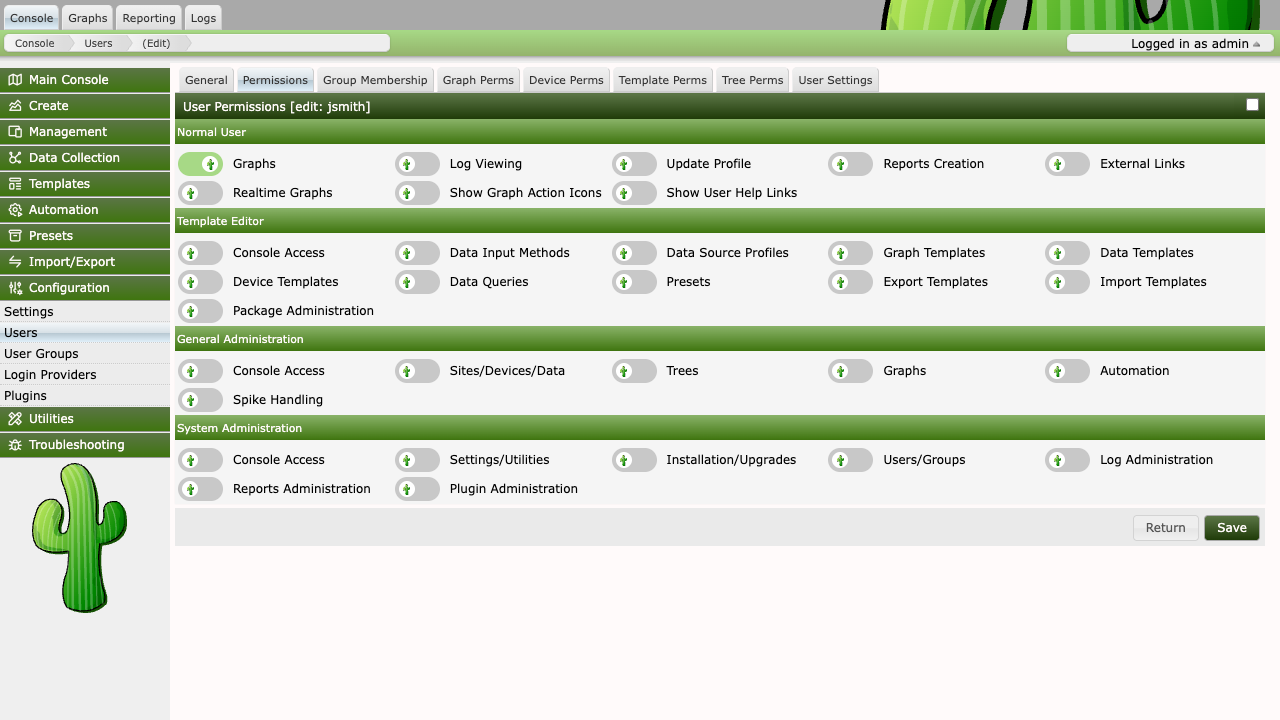 Console Graphs Reporting Logs
Console Users (Edit) Logged in as admin
Main Console
Create
Management
Data Collection
Templates
Automation
Presets
Import/Export
Configuration
Settings
Users
User Groups
Login Providers
Plugins
Utilities
Troubleshooting
General Permissions Group Membership Graph Perms Device Perms Template Perms Tree Perms User Settings
User Permissions [edit: jsmith]
Normal User
Graphs Log Viewing Update Profile Reports Creation External Links
Realtime Graphs Show Graph Action Icons Show User Help Links
Template Editor
Console Access Data Input Methods Data Source Profiles Graph Templates Data Templates
Device Templates Data Queries Presets Export Templates Import Templates
Package Administration
General Administration
Console Access Sites/Devices/Data Trees Graphs Automation
Spike Handling
System Administration
Console Access Settings/Utilities Installation/Upgrades Users/Groups Log Administration
Reports Administration Plugin Administration
Return Save